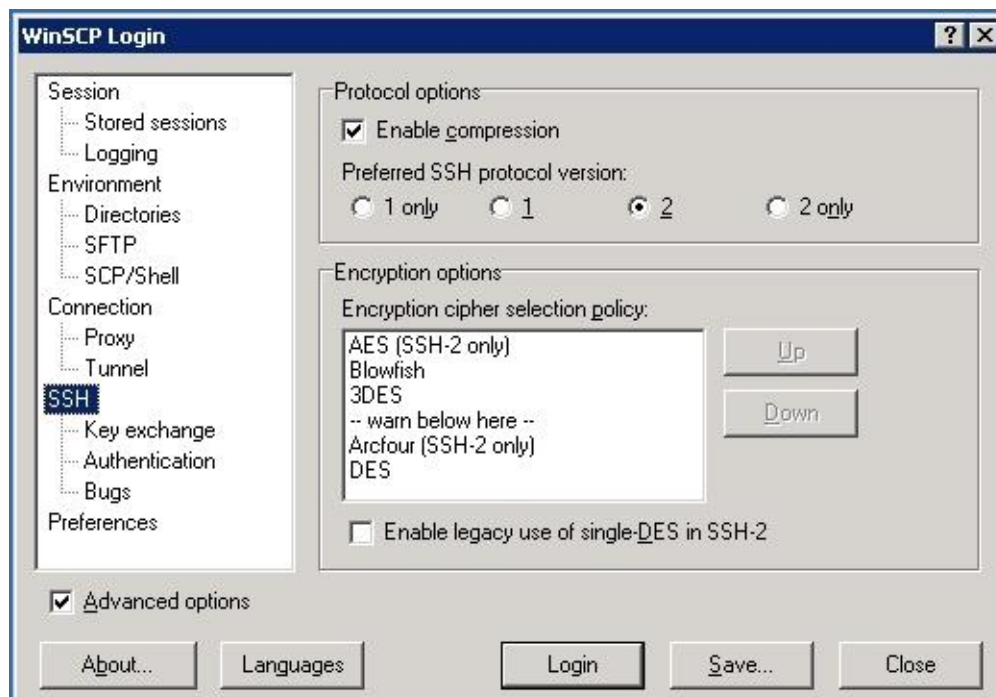 WinSCP Login
Session
Stored sessions
Logging
Environment
Directories
SFTP
SCP/Shell
Connection
Proxy
Tunnel
SSH
Key exchange
Authentication
Bugs
Preferences
Advanced options
Protocol options
Enable compression
Preferred SSH protocol version:
1 only 1 2 2 only
Encryption options
Encryption cipher selection policy:
AES (SSH-2 only)
Blowfish
3DES
-- warn below here --
Arcfour (SSH-2 only)
DES
Up
Down
Enable legacy use of single-DES in SSH-2
About... Languages Login Save... Close